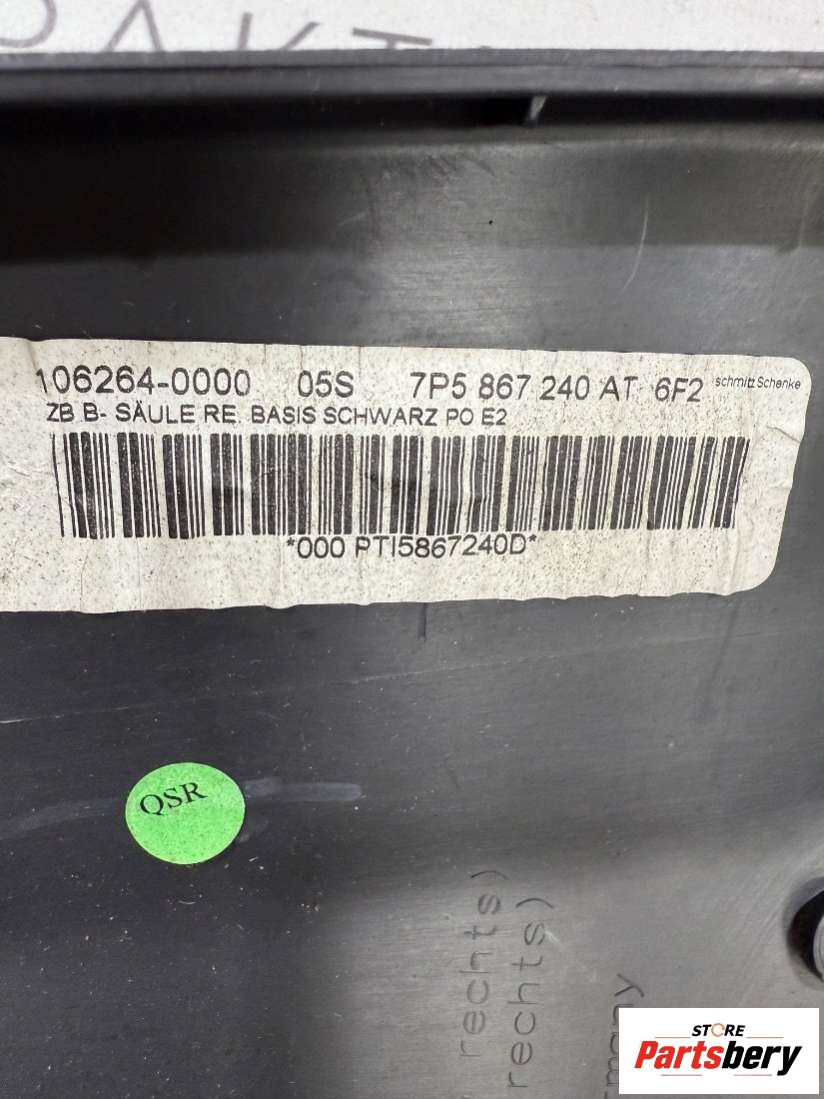 106264-0000 05S 7P5 867 240 AT 6F2 schmitz Schenke
ZB B- SÄULE RE. BASIS SCHWARZ PO E2
*000 PTI5867240D*
QSR
rechts)
rechts)
STORE
Partsbery